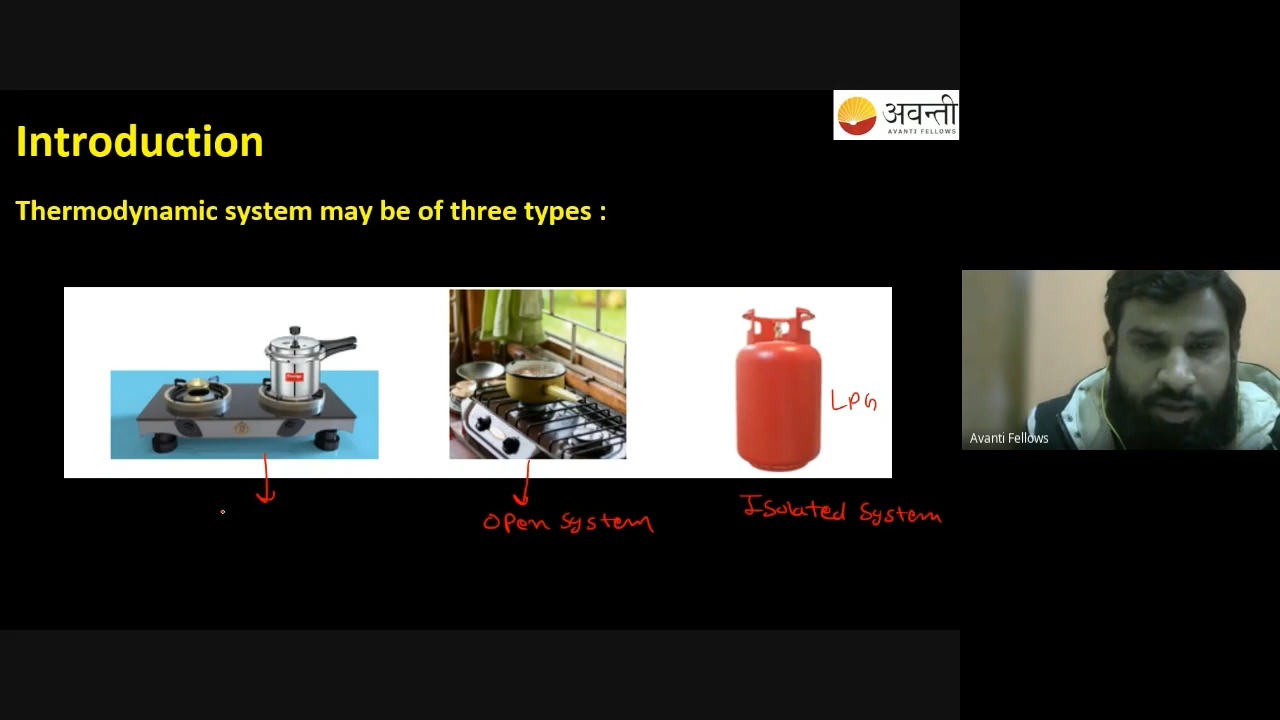 अवन्ती
AVANTI FELLOWS
Introduction
Thermodynamic system may be of three types :
LPG
Open System
Isolated System
Avanti Fellows